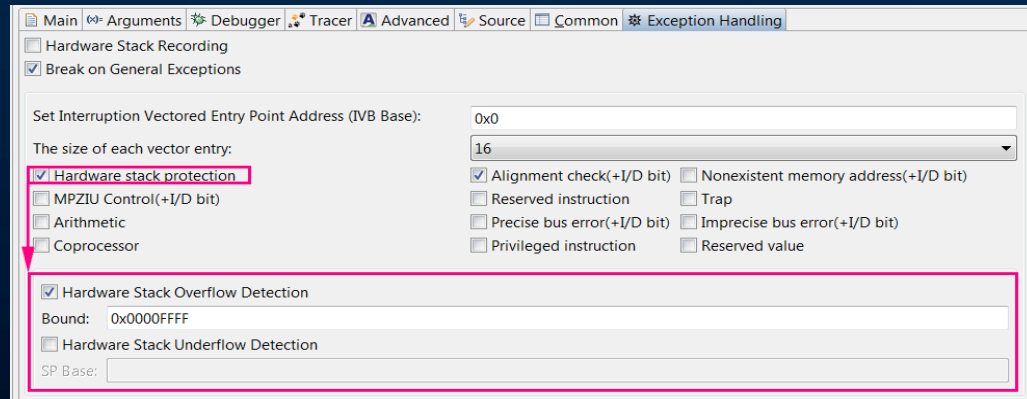 Main Arguments Debugger Tracer Advanced Source Common Exception Handling
Hardware Stack Recording
Break on General Exceptions
Set Interruption Vectored Entry Point Address (IVB Base): 0x0
The size of each vector entry: 16
Hardware stack protection Alignment check(+I/D bit) Nonexistent memory address(+I/D bit)
MPZIU Control(+I/D bit) Reserved instruction Trap
Arithmetic Precise bus error(+I/D bit) Imprecise bus error(+I/D bit)
Coprocessor Privileged instruction Reserved value
Hardware Stack Overflow Detection
Bound: 0x0000FFFF
Hardware Stack Underflow Detection
SP Base: